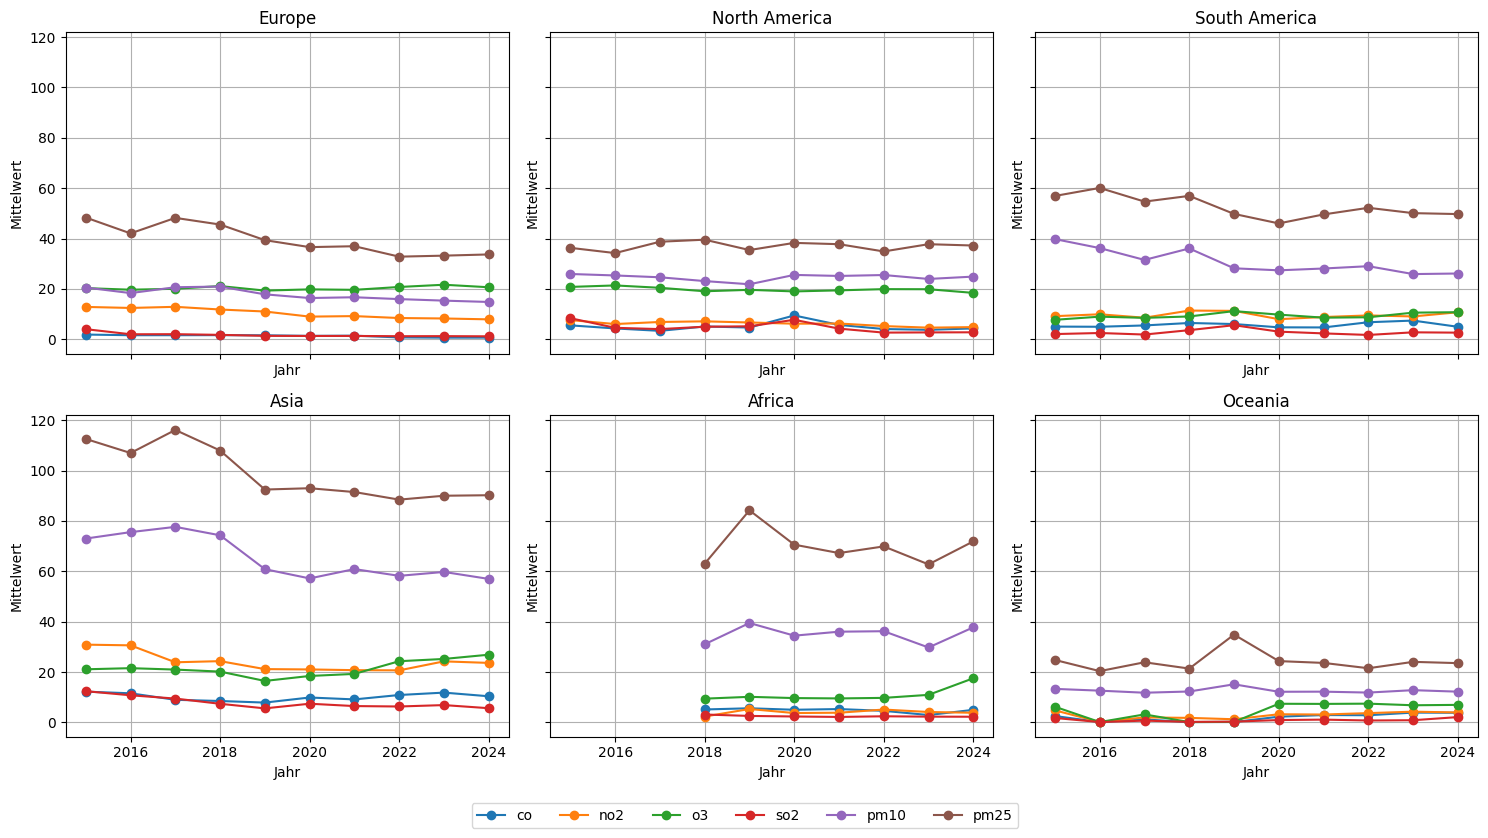 Europe
North America
South America
120
100
80
60
40
20
0
Mittelwert
Mittelwert
Mittelwert
Jahr
Jahr
Jahr
Asia
Africa
Oceania
120
100
80
60
40
20
0
Mittelwert
Mittelwert
Mittelwert
2016 2018 2020 2022 2024
2016 2018 2020 2022 2024
2016 2018 2020 2022 2024
Jahr
Jahr
Jahr
co no2 o3 so2 pm10 pm25